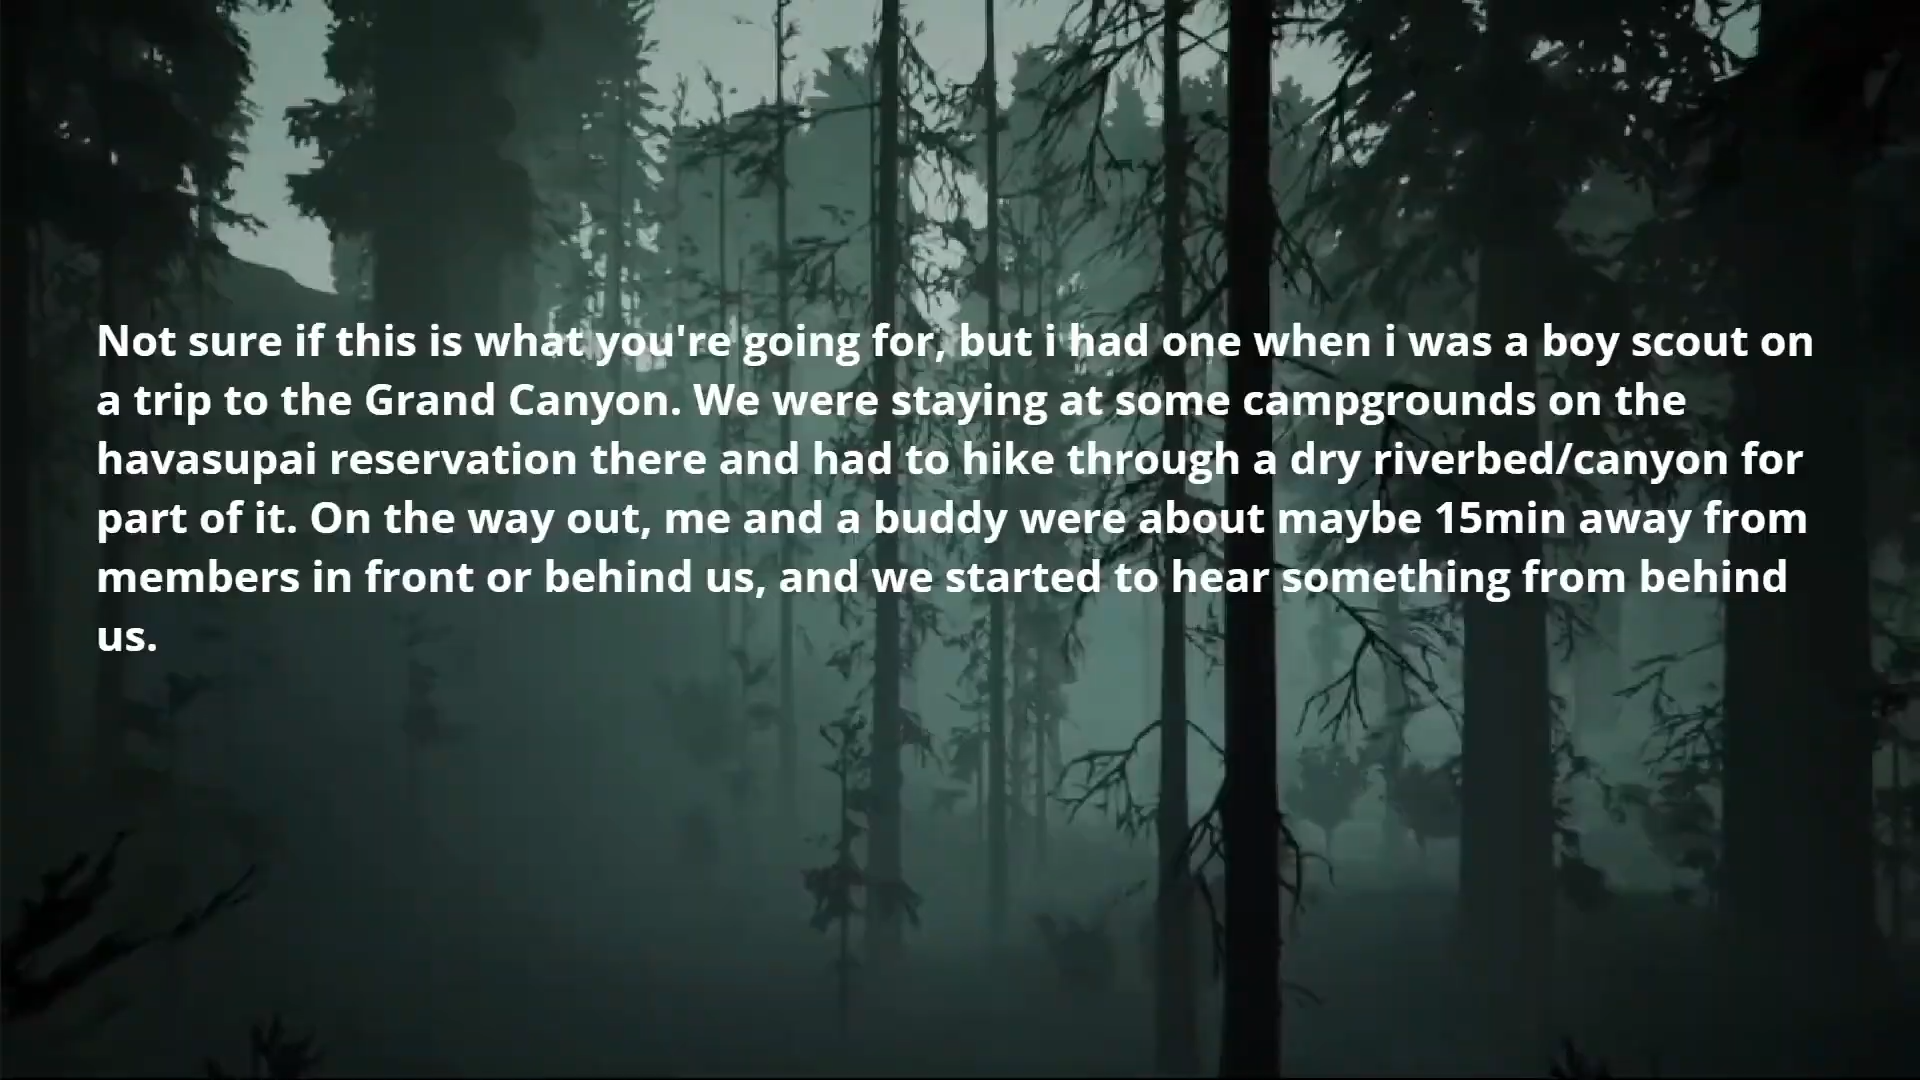 Not sure if this is what you're going for, but i had one when i was a boy scout on
a trip to the Grand Canyon. We were staying at some campgrounds on the
havasupai reservation there and had to hike through a dry riverbed/canyon for
part of it. On the way out, me and a buddy were about maybe 15min away from
members in front or behind us, and we started to hear something from behind
us.